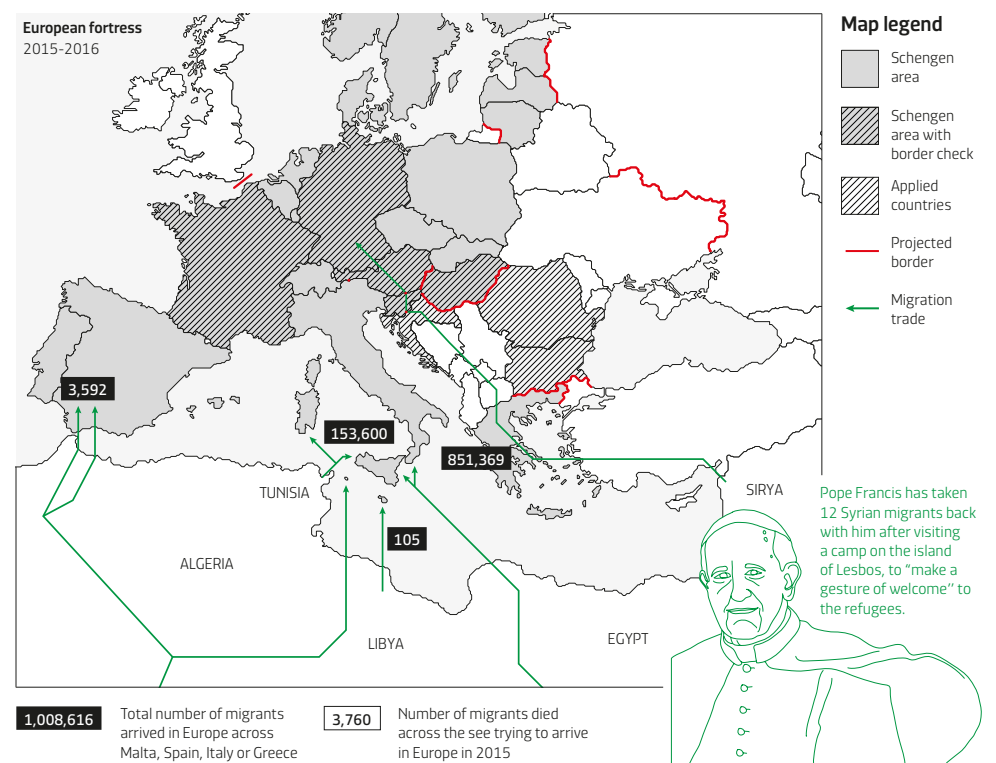 European fortress
2015-2016
Map legend
Schengen
area
Schengen
area with
border check
Applied
countries
Projected
border
Migration
trade
3,592
153,600
851,369
105
TUNISIA
SIRYA
ALGERIA
LIBYA
EGYPT
Pope Francis has taken
12 Syrian migrants back
with him after visiting
a camp on the island
of Lesbos, to “make a
gesture of welcome’’ to
the refugees.
1,008,616
Total number of migrants
arrived in Europe across
Malta, Spain, Italy or Greece
3,760
Number of migrants died
across the see trying to arrive
in Europe in 2015